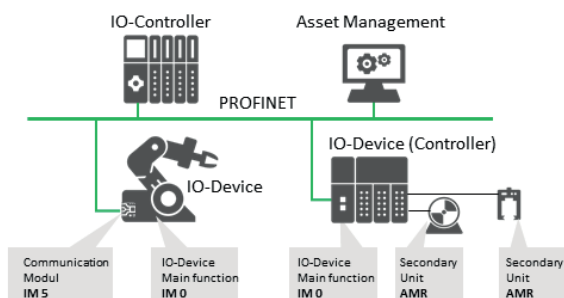 IO-Controller
Asset Management
PROFINET
IO-Device
IO-Device (Controller)
Communication
Modul
IM 5
IO-Device
Main function
IM 0
IO-Device
Main function
IM 0
Secondary
Unit
AMR
Secondary
Unit
AMR